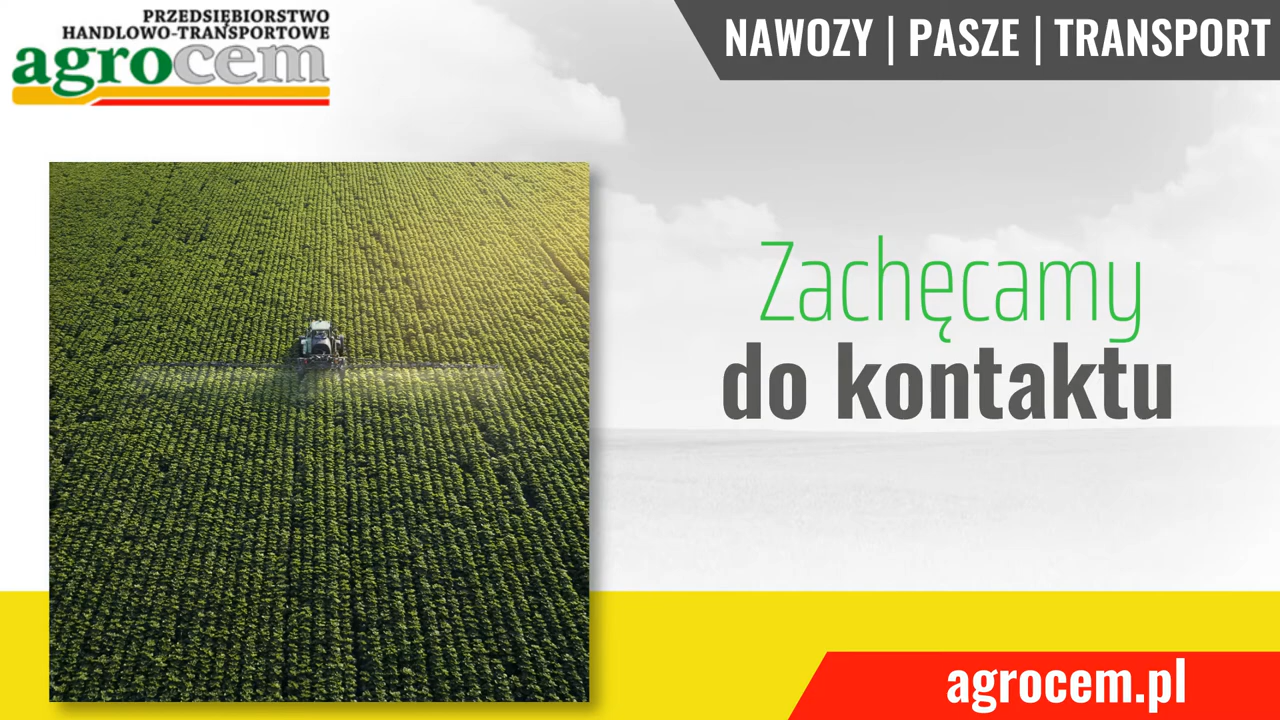 PRZEDSIĘBIORSTWO
HANDLOWO-TRANSPORTOWE
agrocem
NAWOZY | PASZE | TRANSPORT
Zachęcamy
do kontaktu
agrocem.pl